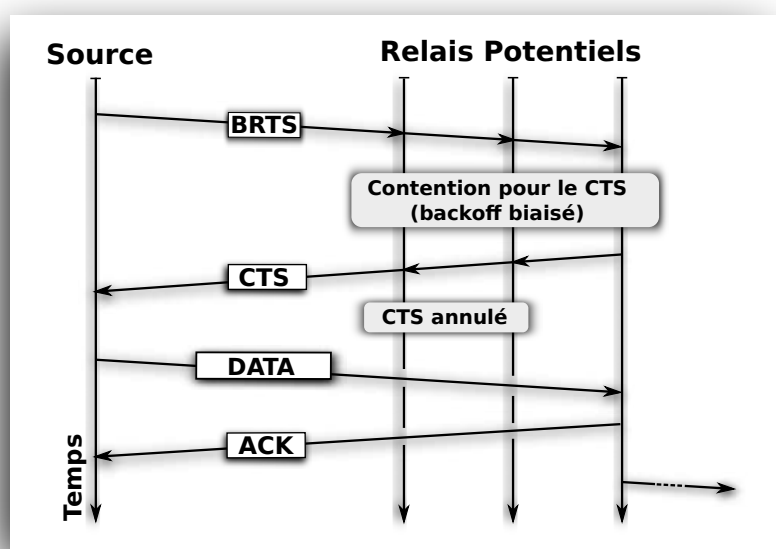 Source
Relais Potentiels
BRTS
Contention pour le CTS
(backoff biaisé)
CTS
CTS annulé
DATA
ACK
Temps